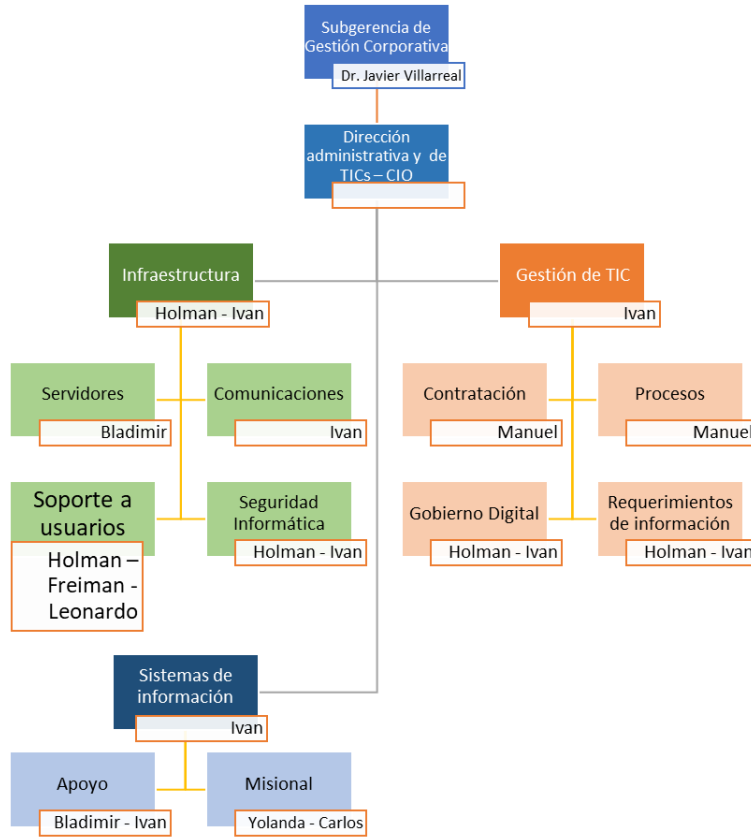 Subgerencia de
Gestión Corporativa
Dr. Javier Villarreal
Dirección
administrativa y de
TICs – CIO
Infraestructura
Holman - Ivan
Gestión de TIC
Ivan
Servidores
Bladimir
Comunicaciones
Ivan
Contratación
Manuel
Procesos
Manuel
Soporte a
usuarios
Holman –
Freiman -
Leonardo
Seguridad
Informática
Holman - Ivan
Gobierno Digital
Holman - Ivan
Requerimientos
de información
Holman - Ivan
Sistemas de
información
Ivan
Apoyo
Bladimir - Ivan
Misional
Yolanda - Carlos